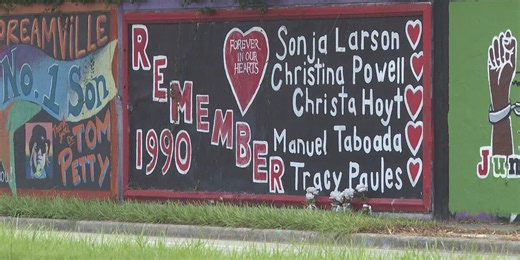 DREAMVILLE
No.1 Son
TOM
PETTY
REMEMBER
1990
FOREVER
IN OUR
HEARTS
Sonja Larson
Christina Powell
Christa Hoyt
Manuel Taboada
Tracy Paules